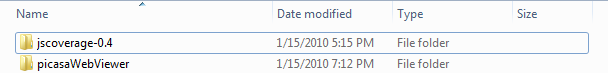 Name Date modified Type
jscoverage-0.4 1/15/2010 5:15 PM File folder
picasaWebViewer 1/15/2010 7:12 PM File folder